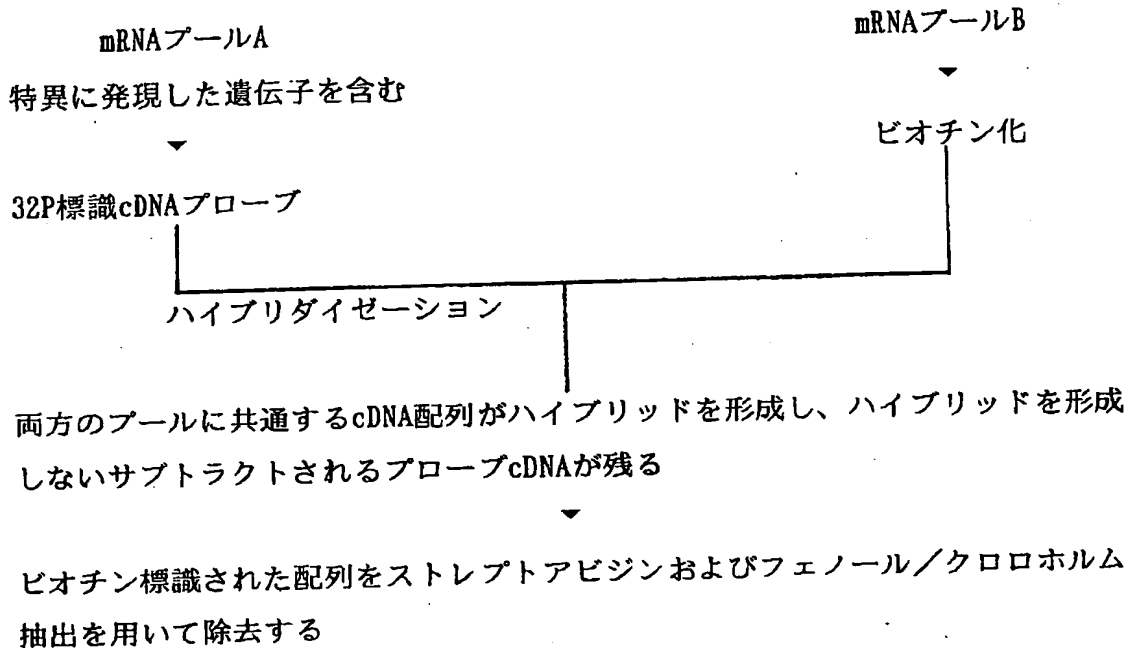 mRNAプールA
mRNAプールB
特異に発現した遺伝子を含む
ビオチン化
32P標識cDNAプローブ
ハイブリダイゼーション
両方のプールに共通するcDNA配列がハイブリッドを形成し、ハイブリッドを形成
しないサブトラクトされるプローブcDNAが残る
ビオチン標識された配列をストレプトアビジンおよびフェノール／クロロホルム
抽出を用いて除去する